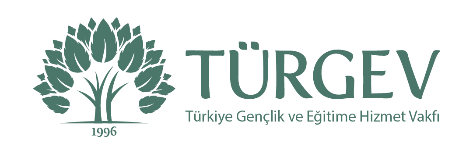 TÜRGEV
Türkiye Gençlik ve Eğitime Hizmet Vakfı
1996